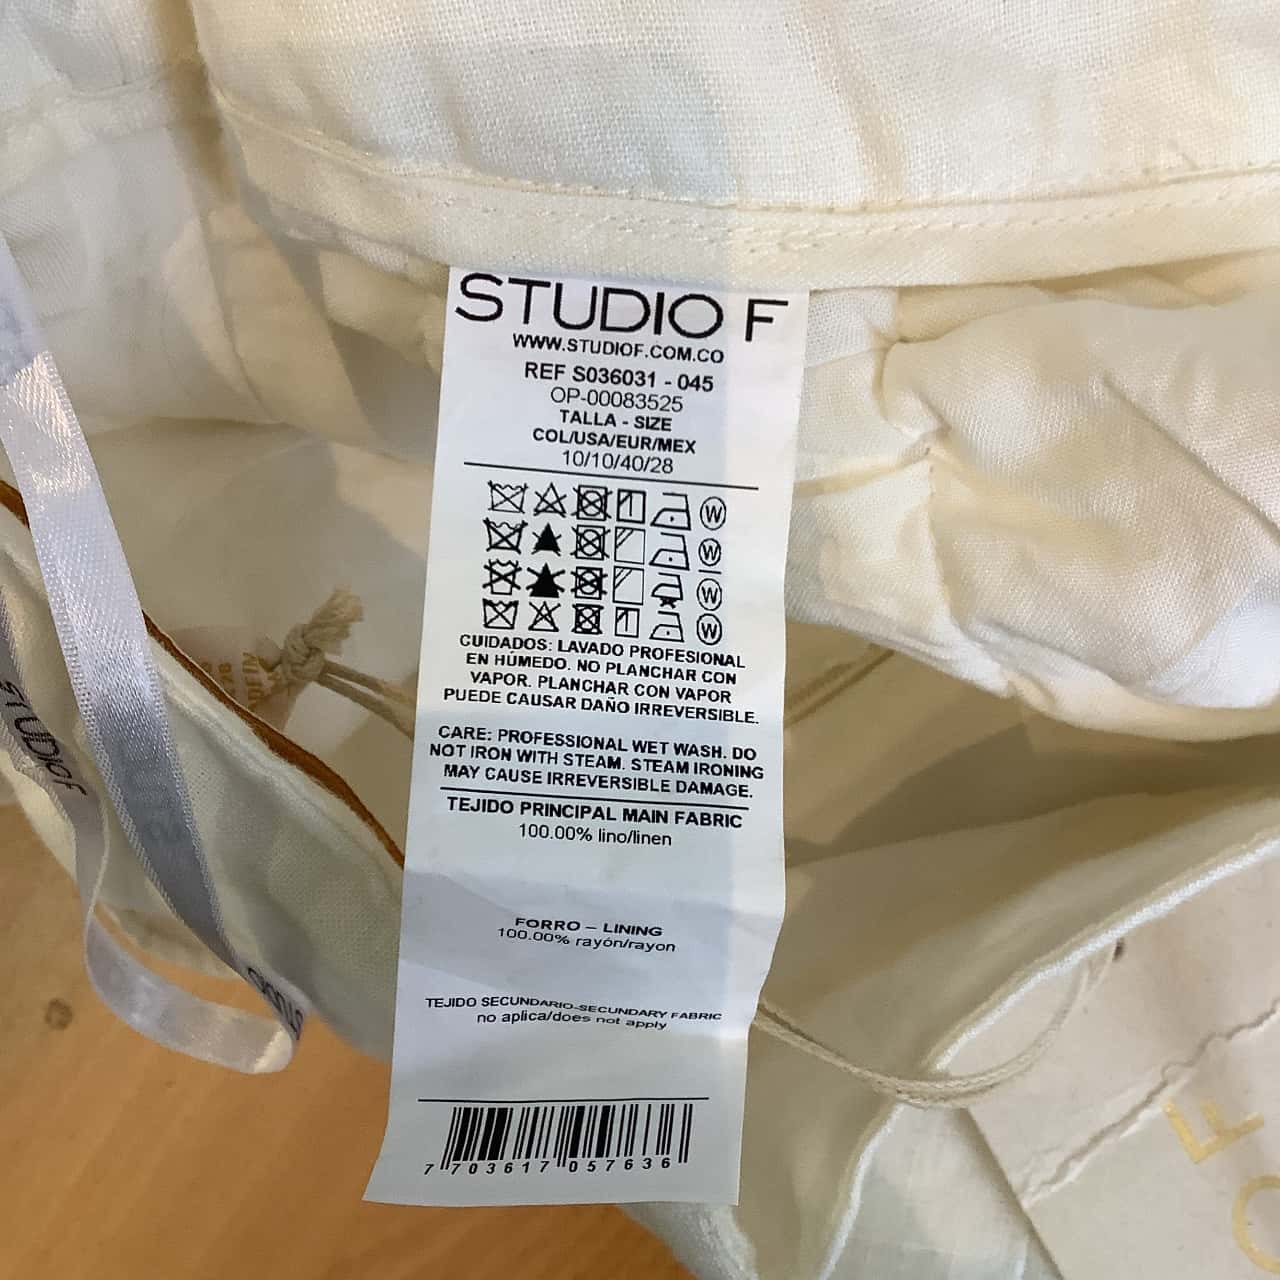 STUDIO F
WWW.STUDIOF.COM.CO
REF S036031 - 045
OP-00083525
TALLA - SIZE
COL/USA/EUR/MEX
10/10/40/28
W
W
W
W
CUIDADOS: LAVADO PROFESIONAL
EN HÚMEDO. NO PLANCHAR CON
VAPOR. PLANCHAR CON VAPOR
PUEDE CAUSAR DAÑO IRREVERSIBLE.
CARE: PROFESSIONAL WET WASH. DO
NOT IRON WITH STEAM. STEAM IRONING
MAY CAUSE IRREVERSIBLE DAMAGE.
TEJIDO PRINCIPAL MAIN FABRIC
100.00% lino/linen
FORRO – LINING
100.00% rayón/rayon
TEJIDO SECUNDARIO-SECUNDARY FABRIC
no aplica/does not apply
7 703617 057636
STUDIO F
OF